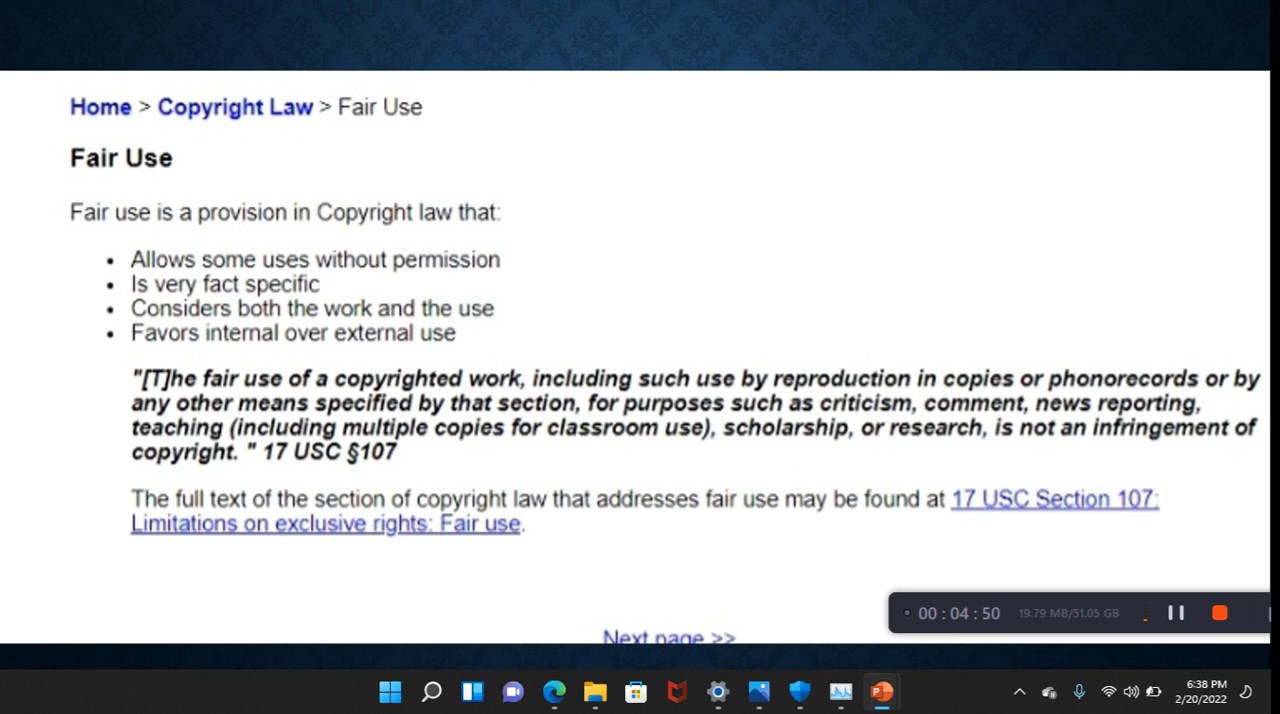 Home > Copyright Law > Fair Use
Fair Use
Fair use is a provision in Copyright law that:
• Allows some uses without permission
• Is very fact specific
• Considers both the work and the use
• Favors internal over external use
"[T]he fair use of a copyrighted work, including such use by reproduction in copies or phonorecords or by
any other means specified by that section, for purposes such as criticism, comment, news reporting,
teaching (including multiple copies for classroom use), scholarship, or research, is not an infringement of
copyright. " 17 USC §107
The full text of the section of copyright law that addresses fair use may be found at 17 USC Section 107:
Limitations on exclusive rights: Fair use.
00 : 04 : 50 19.79 MB/51.05 GB
Next page >>
6:38 PM
2/20/2022